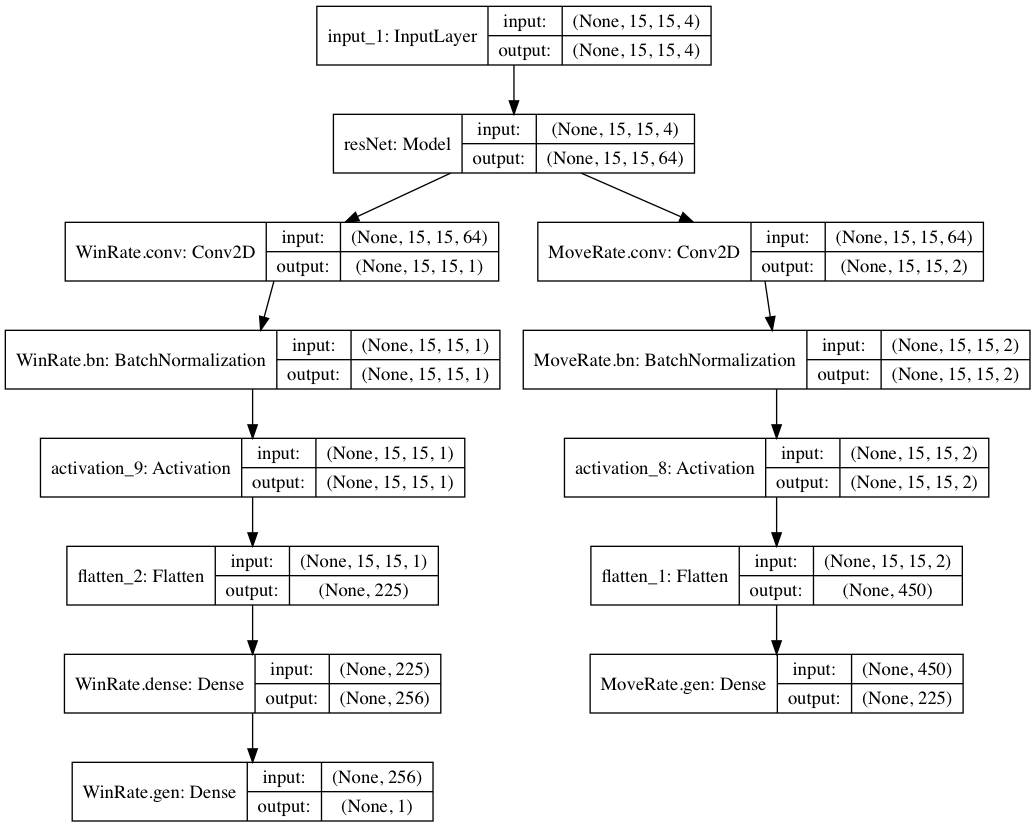 input_1: InputLayer
input:
(None, 15, 15, 4)
output:
(None, 15, 15, 4)
resNet: Model
input:
(None, 15, 15, 4)
output:
(None, 15, 15, 64)
WinRate.conv: Conv2D
input:
(None, 15, 15, 64)
output:
(None, 15, 15, 1)
MoveRate.conv: Conv2D
input:
(None, 15, 15, 64)
output:
(None, 15, 15, 2)
WinRate.bn: BatchNormalization
input:
(None, 15, 15, 1)
output:
(None, 15, 15, 1)
MoveRate.bn: BatchNormalization
input:
(None, 15, 15, 2)
output:
(None, 15, 15, 2)
activation_9: Activation
input:
(None, 15, 15, 1)
output:
(None, 15, 15, 1)
activation_8: Activation
input:
(None, 15, 15, 2)
output:
(None, 15, 15, 2)
flatten_2: Flatten
input:
(None, 15, 15, 1)
output:
(None, 225)
flatten_1: Flatten
input:
(None, 15, 15, 2)
output:
(None, 450)
WinRate.dense: Dense
input:
(None, 225)
output:
(None, 256)
MoveRate.gen: Dense
input:
(None, 450)
output:
(None, 225)
WinRate.gen: Dense
input:
(None, 256)
output:
(None, 1)